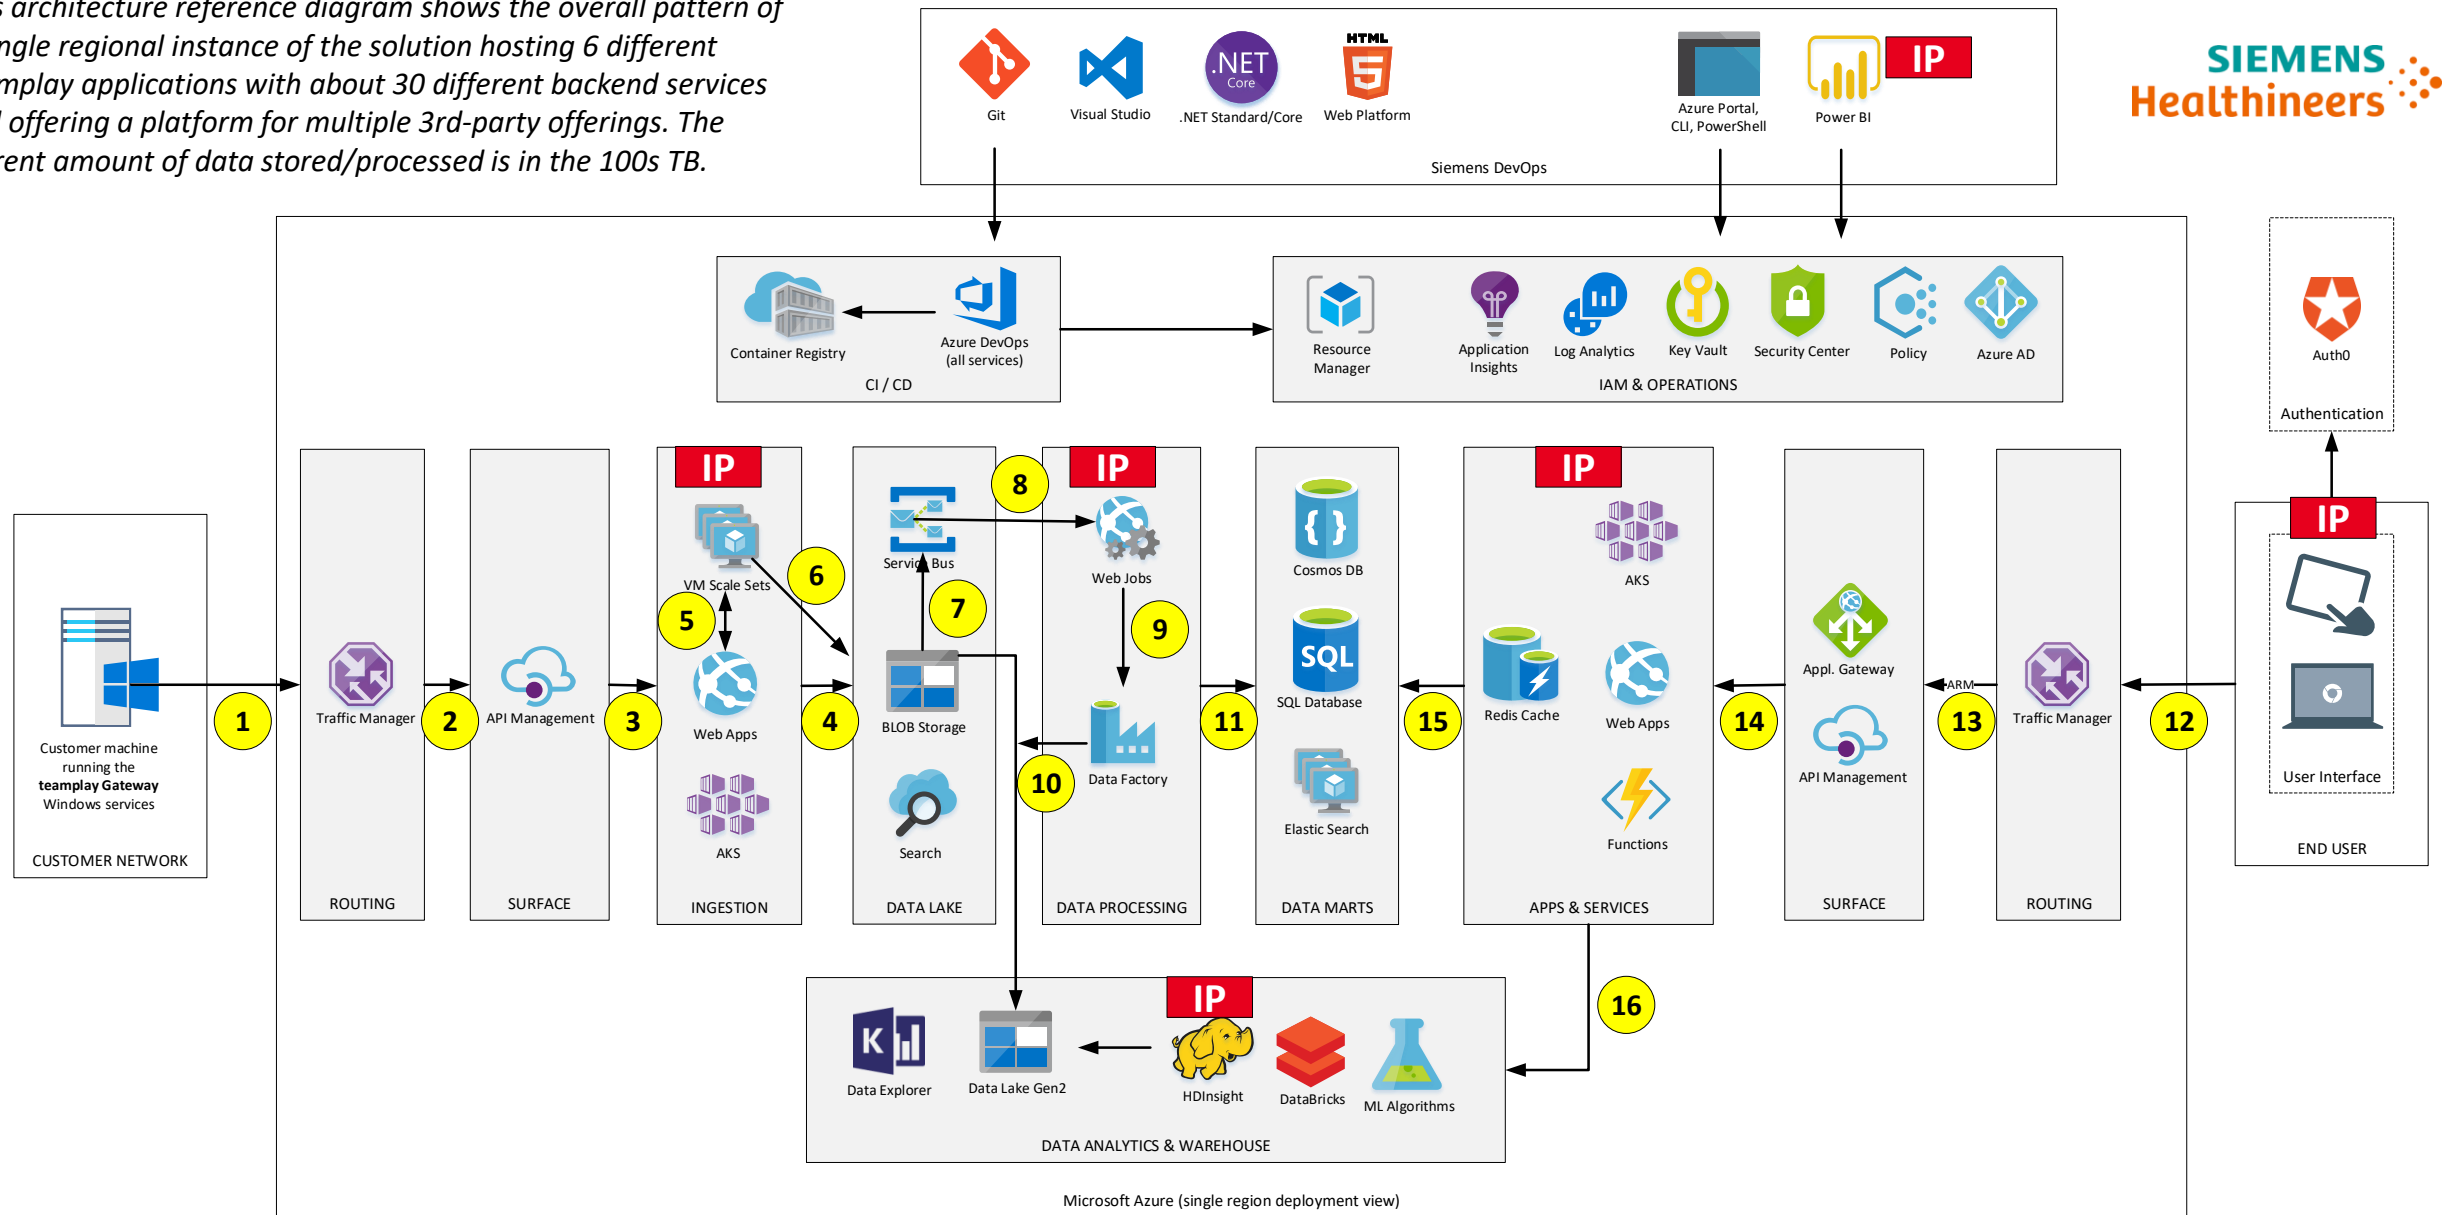 s architecture reference diagram shows the overall pattern of
ngle regional instance of the solution hosting 6 different
mplay applications with about 30 different backend services
offering a platform for multiple 3rd-party offerings. The
rent amount of data stored/processed is in the 100s TB.
HTML
.NET
Core
IP
Git
Visual Studio
.NET Standard/Core
Web Platform
Azure Portal,
CLI, PowerShell
Power BI
Siemens DevOps
SIEMENS
Healthineers
Container Registry
Azure DevOps
(all services)
CI / CD
Resource
Manager
Application
Insights
Log Analytics
Key Vault
Security Center
Policy
Azure AD
IAM & OPERATIONS
Auth0
Authentication
Customer machine
running the
teamplay Gateway
Windows services
CUSTOMER NETWORK
1
Traffic Manager
ROUTING
2
API Management
SURFACE
3
IP
VM Scale Sets
5
Web Apps
AKS
INGESTION
6
4
Service Bus
7
BLOB Storage
Search
DATA LAKE
8
IP
Web Jobs
9
Data Factory
10
DATA PROCESSING
11
Cosmos DB
SQL
SQL Database
Elastic Search
DATA MARTS
15
IP
AKS
Redis Cache
Web Apps
Functions
APPS & SERVICES
14
Appl. Gateway
API Management
SURFACE
ARM
13
Traffic Manager
ROUTING
12
IP
User Interface
END USER
16
IP
K
Data Explorer
Data Lake Gen2
HDInsight
DataBricks
ML Algorithms
DATA ANALYTICS & WAREHOUSE
Microsoft Azure (single region deployment view)